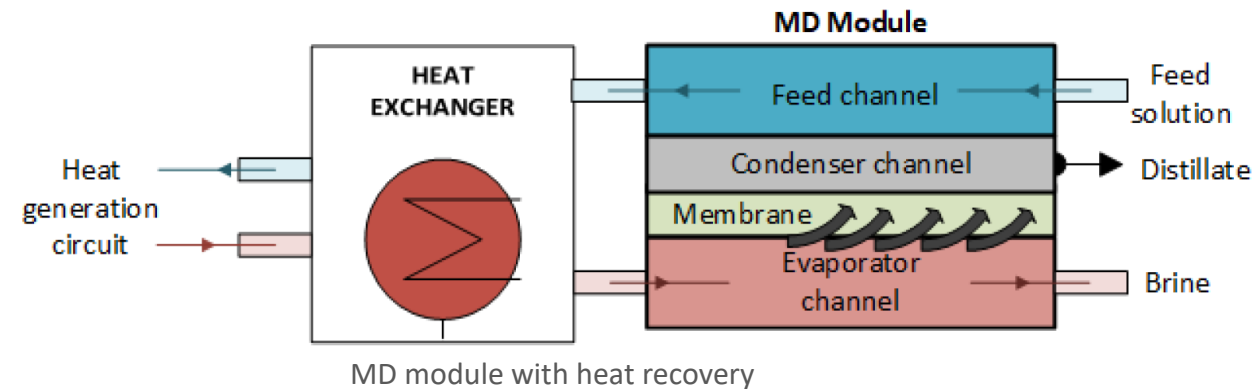 MD Module
HEAT
EXCHANGER
Feed channel
Feed
solution
Condenser channel
Distillate
Heat
generation
circuit
Membrane
Evaporator
channel
Brine
MD module with heat recovery